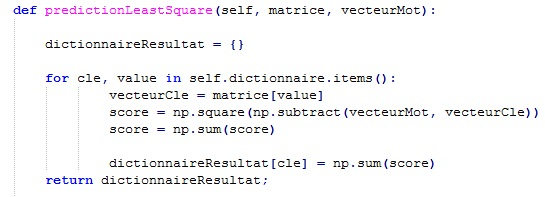 def predictionLeastSquare(self, matrice, vecteurMot):
dictionnaireResultat = {}
for cle, value in self.dictionnaire.items():
vecteurCle = matrice[value]
score = np.square(np.subtract(vecteurMot, vecteurCle))
score = np.sum(score)
dictionnaireResultat[cle] = np.sum(score)
return dictionnaireResultat;